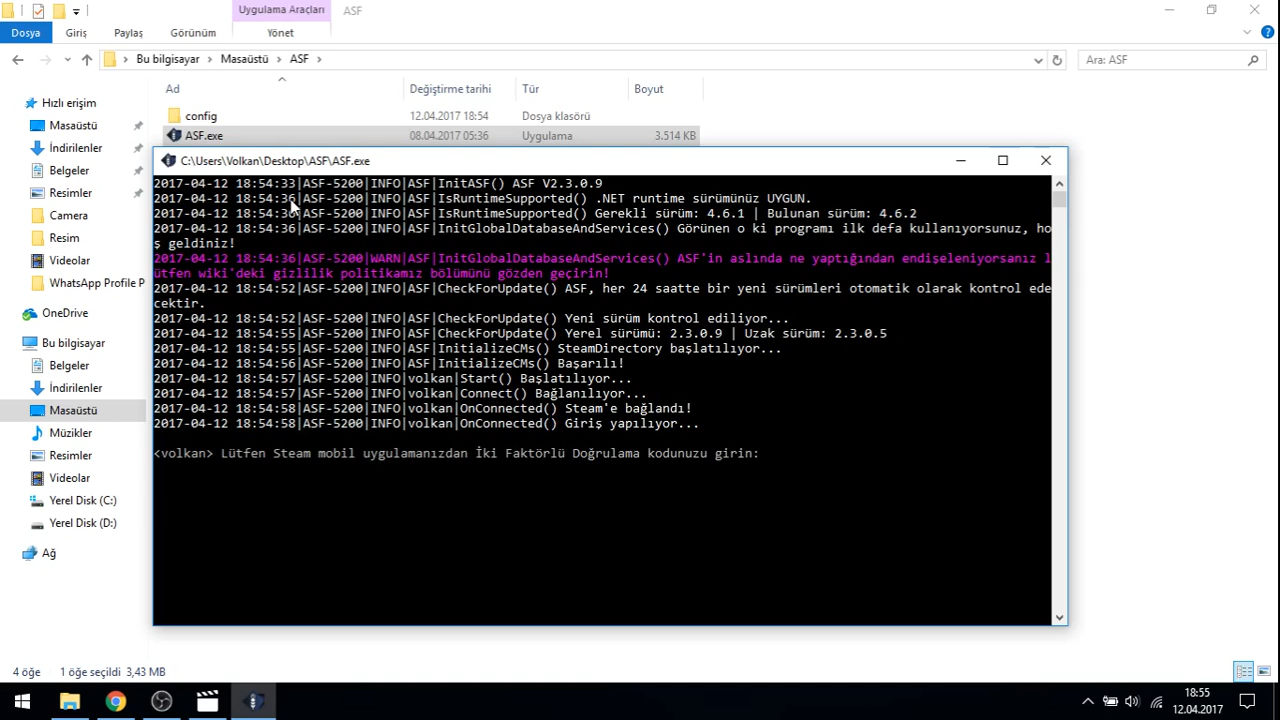 Uygulama Araçları
ASF
Dosya
Giriş
Paylaş
Görünüm
Yönet
Bu bilgisayar
Masaüstü
ASF
Ara: ASF
Ad
Değiştirme tarihi
Tür
Boyut
config
12.04.2017 18:54
Dosya klasörü
ASF.exe
08.04.2017 05:36
Uygulama
3.514 KB
Hızlı erişim
Masaüstü
İndirilenler
Belgeler
Resimler
Camera
Resim
Videolar
WhatsApp Profile P
OneDrive
Bu bilgisayar
Belgeler
İndirilenler
Masaüstü
Müzikler
Resimler
Videolar
Yerel Disk (C:)
Yerel Disk (D:)
Ağ
C:\Users\Volkan\Desktop\ASF\ASF.exe
2017-04-12 18:54:33|ASF-5200|INFO|ASF|InitASF() ASF V2.3.0.9
2017-04-12 18:54:36|ASF-5200|INFO|ASF|IsRuntimeSupported() .NET runtime sürümünüz UYGUN.
2017-04-12 18:54:36|ASF-5200|INFO|ASF|IsRuntimeSupported() Gerekli sürüm: 4.6.1 | Bulunan sürüm: 4.6.2
2017-04-12 18:54:36|ASF-5200|INFO|ASF|InitGlobalDatabaseAndServices() Görünen o ki programı ilk defa kullanıyorsunuz, ho
ş geldiniz!
2017-04-12 18:54:36|ASF-5200|WARN|ASF|InitGlobalDatabaseAndServices() ASF'in aslında ne yaptığından endişeleniyorsanız l
ütfen wiki'deki gizlilik politikamız bölümünü gözden geçirin!
2017-04-12 18:54:52|ASF-5200|INFO|ASF|CheckForUpdate() ASF, her 24 saatte bir yeni sürümleri otomatik olarak kontrol ede
cektir.
2017-04-12 18:54:52|ASF-5200|INFO|ASF|CheckForUpdate() Yeni sürüm kontrol ediliyor...
2017-04-12 18:54:55|ASF-5200|INFO|ASF|CheckForUpdate() Yerel sürümü: 2.3.0.9 | Uzak sürüm: 2.3.0.5
2017-04-12 18:54:55|ASF-5200|INFO|ASF|InitializeCMs() SteamDirectory başlatılıyor...
2017-04-12 18:54:56|ASF-5200|INFO|ASF|InitializeCMs() Başarılı!
2017-04-12 18:54:57|ASF-5200|INFO|volkan|Start() Başlatılıyor...
2017-04-12 18:54:57|ASF-5200|INFO|volkan|Connect() Bağlanılıyor...
2017-04-12 18:54:58|ASF-5200|INFO|volkan|OnConnected() Steam'e bağlandı!
2017-04-12 18:54:58|ASF-5200|INFO|volkan|OnConnected() Giriş yapılıyor...
<volkan> Lütfen Steam mobil uygulamanızdan İki Faktörlü Doğrulama kodunuzu girin:
4 öğe
1 öğe seçildi 3,43 MB
18:55
12.04.2017